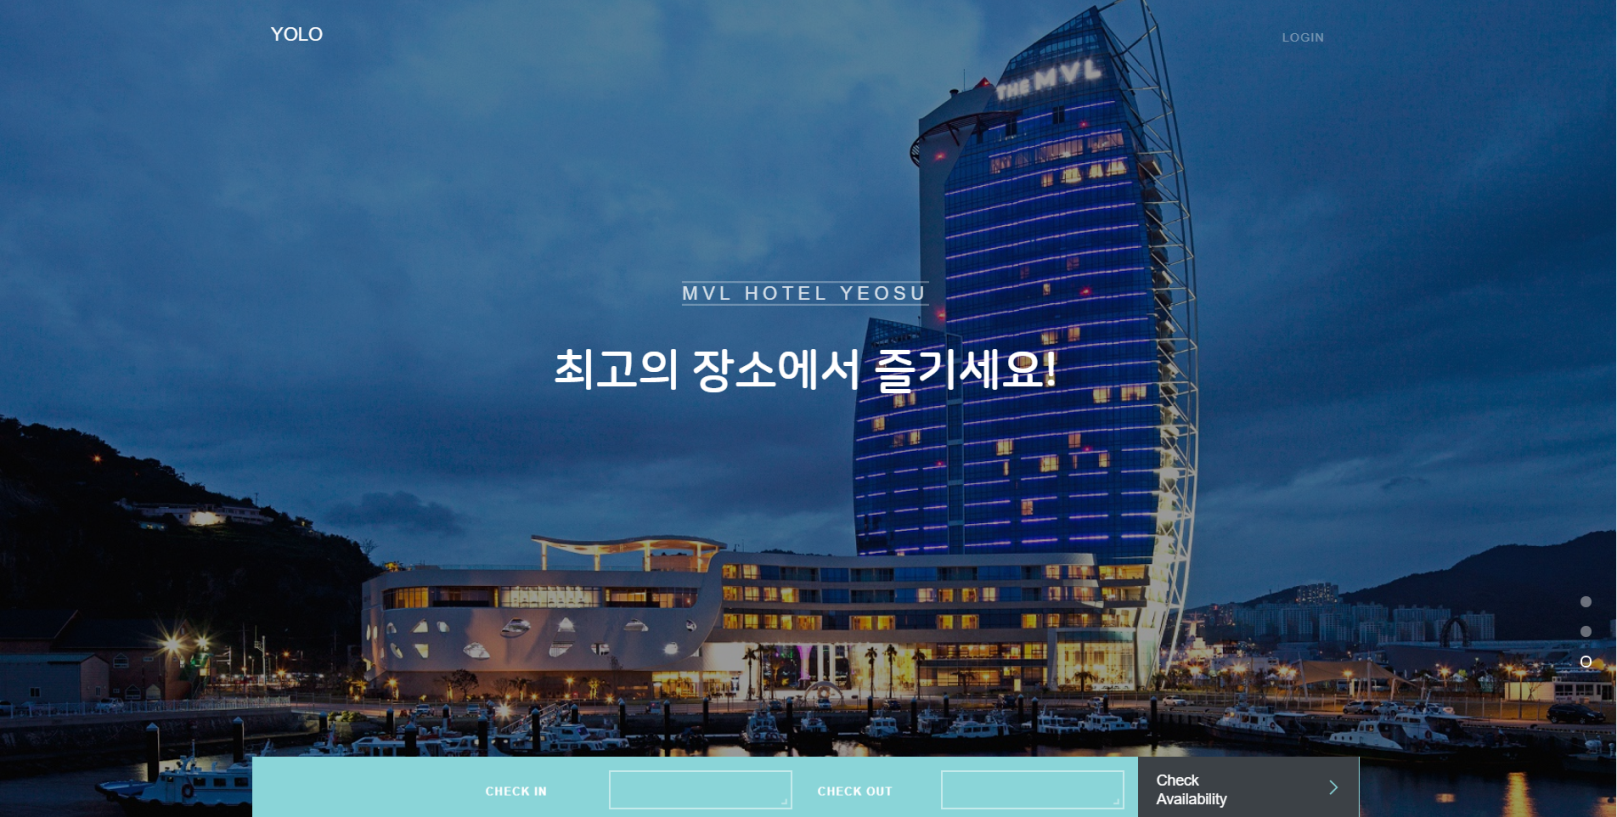 YOLO
LOGIN
THE MVL
MVL HOTEL YEOSU
최고의 장소에서 즐기세요!
CHECK IN
CHECK OUT
Check
Availability